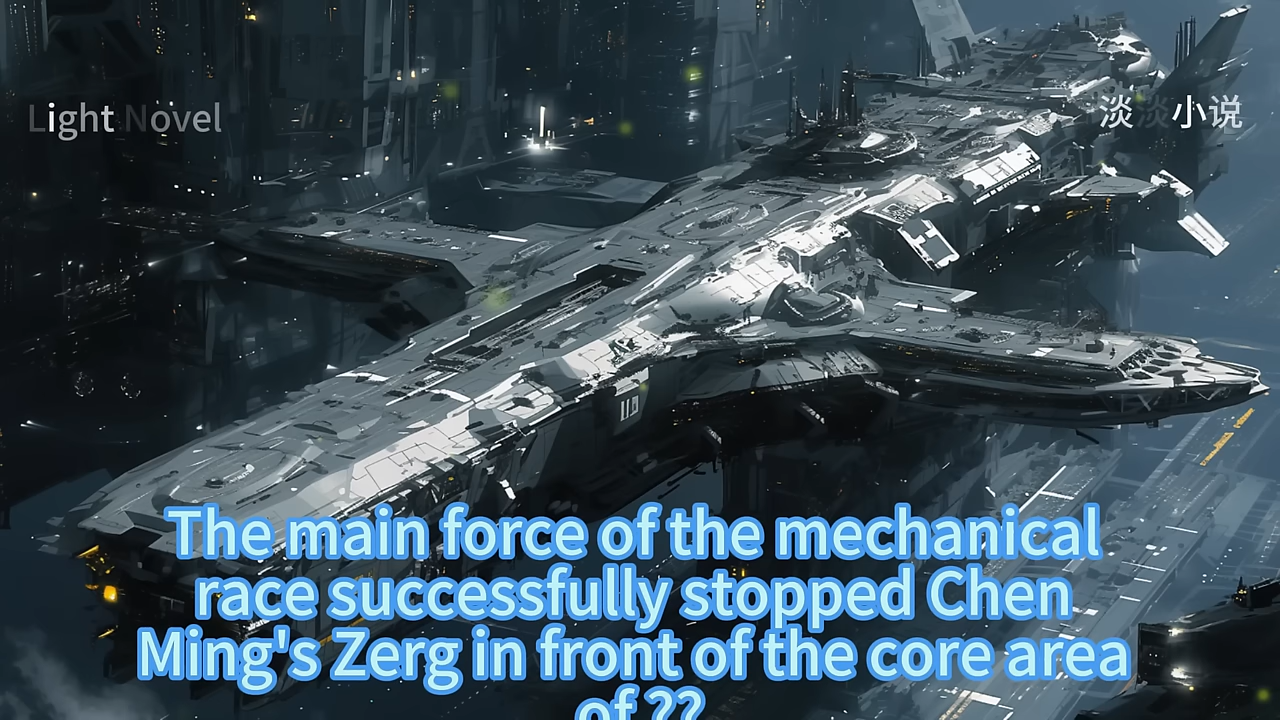 Light Novel
淡淡小说
The main force of the mechanical
race successfully stopped Chen
Ming's Zerg in front of the core area
of ??